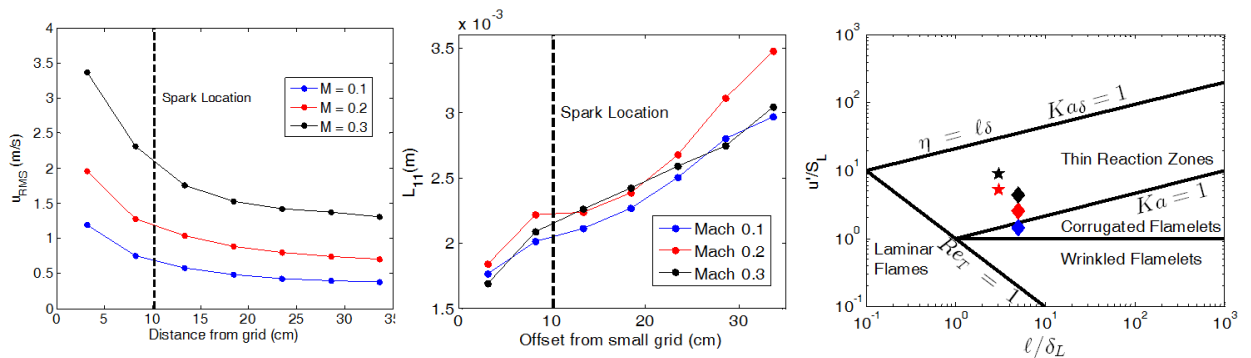 4
3.5
3
2.5
2
1.5
1
0.5
0
0
5
10
15
20
25
30
35
u_RMS (m/s)
Distance from grid (cm)
Spark Location
M = 0.1
M = 0.2
M = 0.3
x 10^-3
3.5
3
2.5
2
1.5
0
10
20
30
L_11 (m)
Offset from small grid (cm)
Spark Location
Mach 0.1
Mach 0.2
Mach 0.3
10^2
10^1
10^0
10^-1
10^-1
10^0
10^1
10^2
10^3
u'/S_L
ℓ/δ_L
η = ℓδ
Kaδ = 1
Thin Reaction Zones
Ka = 1
Corrugated Flamelets
Wrinkled Flamelets
Laminar
Flames
Re_T = 1